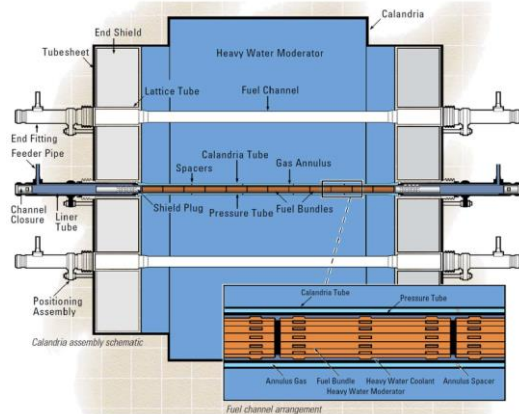 End Shield
Calandria
Tubesheet
Heavy Water Moderator
Lattice Tube
Fuel Channel
End Fitting
Feeder Pipe
Calandria Tube
Spacers
Gas Annulus
Channel
Closure
Liner
Tube
Shield Plug
Pressure Tube
Fuel Bundles
Positioning
Assembly
Calandria assembly schematic
Calandria Tube
Pressure Tube
Annulus Gas
Fuel Bundle
Heavy Water Coolant
Annulus Spacer
Heavy Water Moderator
Fuel channel arrangement